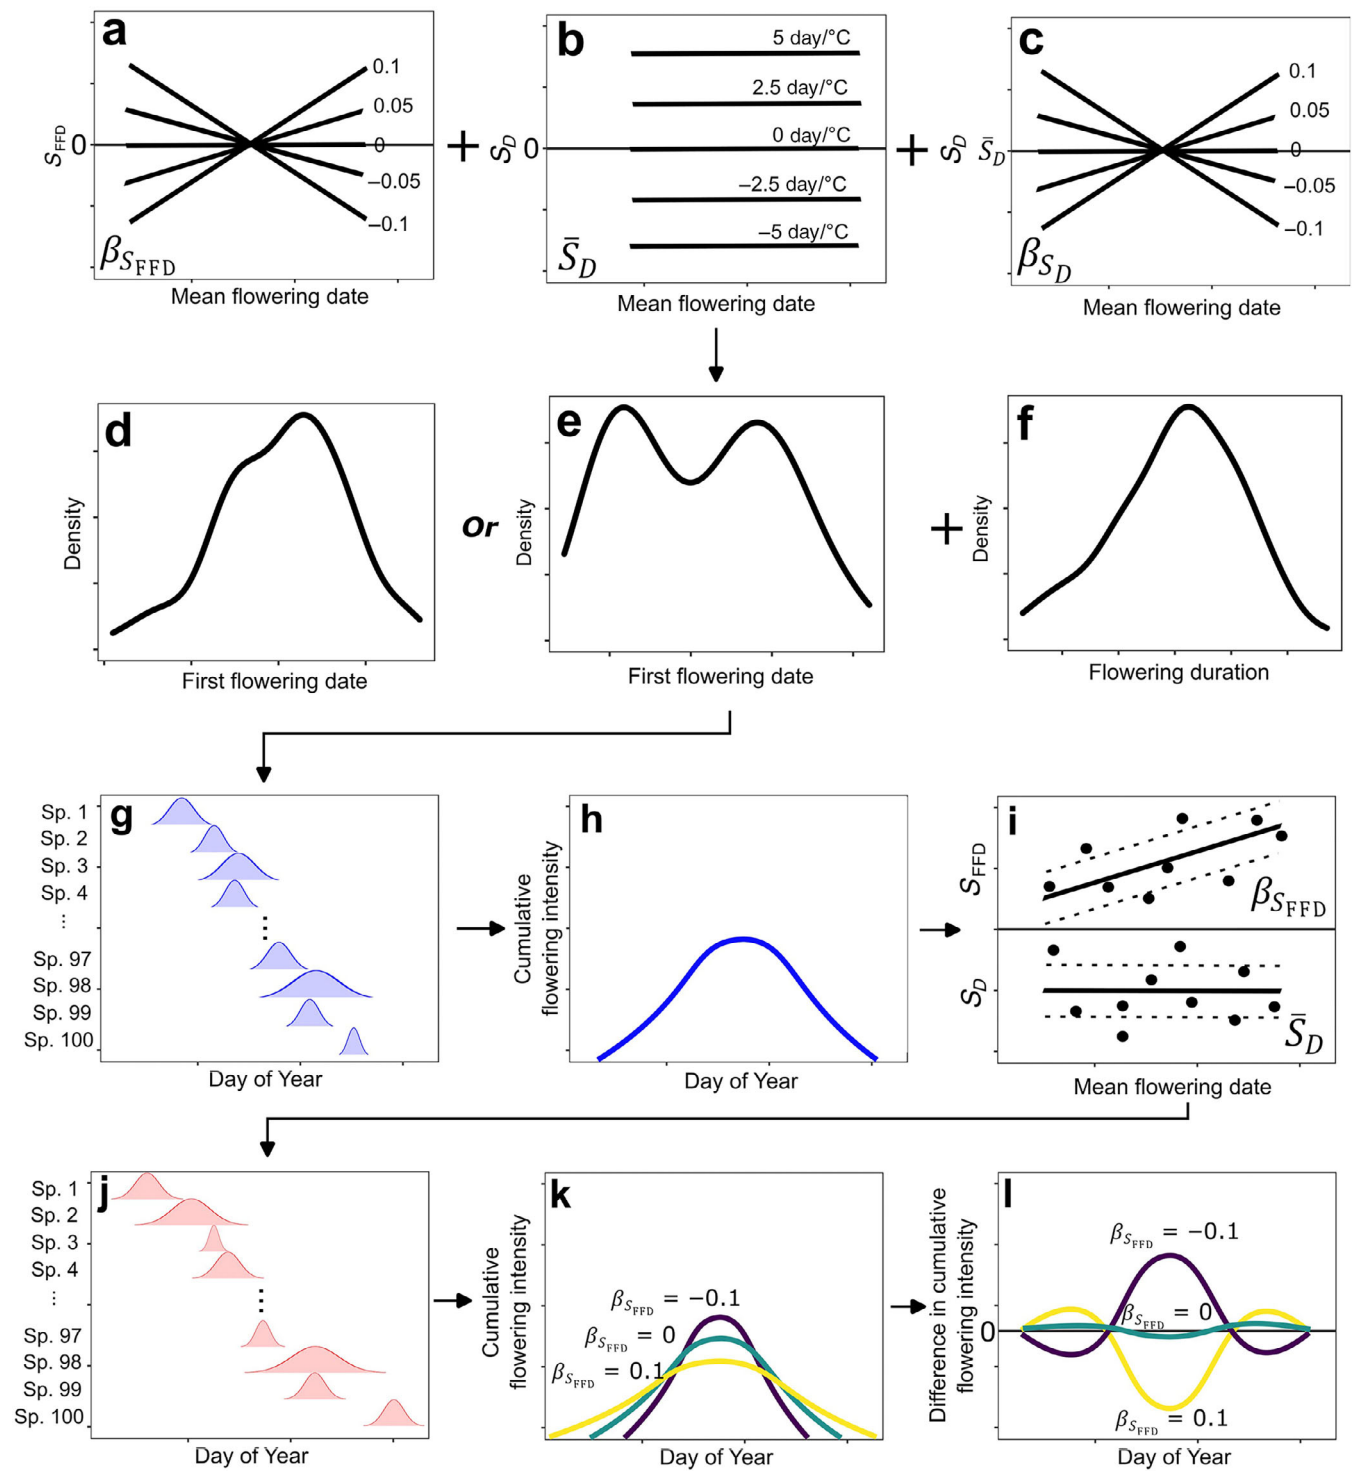 a
0.1
0.05
0
−0.05
−0.1
S_FFD
0
β_S_FFD
Mean flowering date
+
b
5 day/°C
2.5 day/°C
0 day/°C
−2.5 day/°C
−5 day/°C
S_D
0
S̄_D
Mean flowering date
+
c
0.1
0.05
0
−0.05
−0.1
S_D
S̄_D
β_S_D
Mean flowering date
d
Density
First flowering date
or
e
Density
First flowering date
+
f
Density
Flowering duration
g
Sp. 1
Sp. 2
Sp. 3
Sp. 4
...
Sp. 97
Sp. 98
Sp. 99
Sp. 100
Day of Year
h
Cumulative
flowering intensity
Day of Year
i
S_FFD
β_S_FFD
S_D
S̄_D
Mean flowering date
j
Sp. 1
Sp. 2
Sp. 3
Sp. 4
...
Sp. 97
Sp. 98
Sp. 99
Sp. 100
Day of Year
k
Cumulative
flowering intensity
β_S_FFD = −0.1
β_S_FFD = 0
β_S_FFD = 0.1
Day of Year
l
Difference in cumulative
flowering intensity
0
β_S_FFD = −0.1
β_S_FFD = 0
β_S_FFD = 0.1
Day of Year